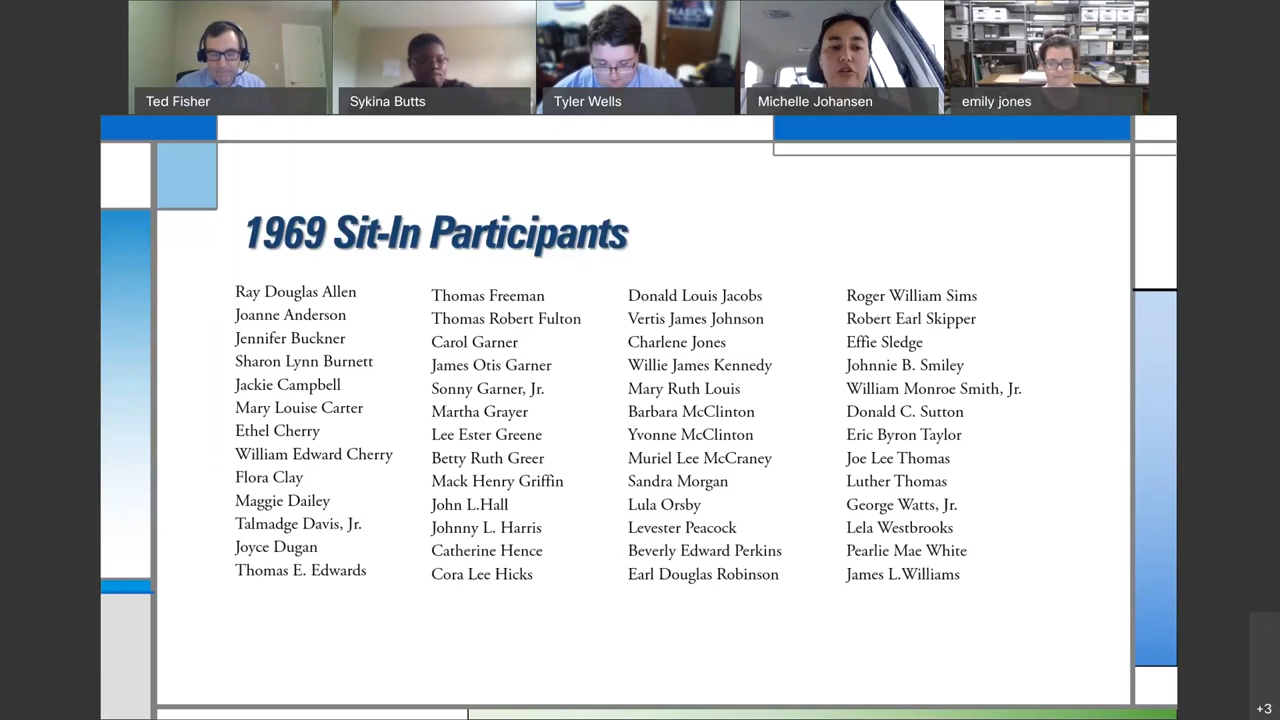 Ted Fisher
Sykina Butts
Tyler Wells
Michelle Johansen
emily jones
1969 Sit-In Participants
Ray Douglas Allen
Joanne Anderson
Jennifer Buckner
Sharon Lynn Burnett
Jackie Campbell
Mary Louise Carter
Ethel Cherry
William Edward Cherry
Flora Clay
Maggie Dailey
Talmadge Davis, Jr.
Joyce Dugan
Thomas E. Edwards
Thomas Freeman
Thomas Robert Fulton
Carol Garner
James Otis Garner
Sonny Garner, Jr.
Martha Grayer
Lee Ester Greene
Betty Ruth Greer
Mack Henry Griffin
John L.Hall
Johnny L. Harris
Catherine Hence
Cora Lee Hicks
Donald Louis Jacobs
Vertis James Johnson
Charlene Jones
Willie James Kennedy
Mary Ruth Louis
Barbara McClinton
Yvonne McClinton
Muriel Lee McCraney
Sandra Morgan
Lula Orsby
Levester Peacock
Beverly Edward Perkins
Earl Douglas Robinson
Roger William Sims
Robert Earl Skipper
Effie Sledge
Johnnie B. Smiley
William Monroe Smith, Jr.
Donald C. Sutton
Eric Byron Taylor
Joe Lee Thomas
Luther Thomas
George Watts, Jr.
Lela Westbrooks
Pearlie Mae White
James L.Williams
+3